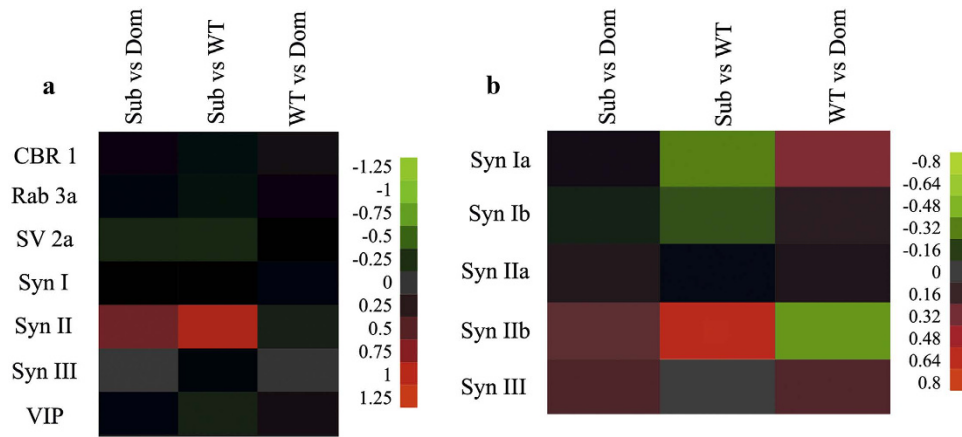 a
Sub vs Dom
Sub vs WT
WT vs Dom
CBR 1
Rab 3a
SV 2a
Syn I
Syn II
Syn III
VIP
-1.25
-1
-0.75
-0.5
-0.25
0
0.25
0.5
0.75
1
1.25
b
Sub vs Dom
Sub vs WT
WT vs Dom
Syn Ia
Syn Ib
Syn IIa
Syn IIb
Syn III
-0.8
-0.64
-0.48
-0.32
-0.16
0
0.16
0.32
0.48
0.64
0.8